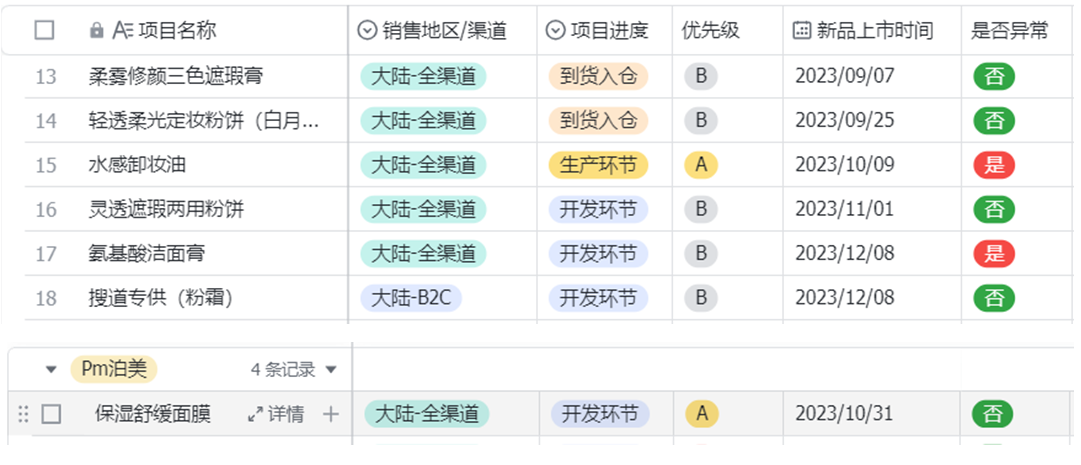 项目名称 销售地区/渠道 项目进度 优先级 新品上市时间 是否异常
13 柔雾修颜三色遮瑕膏 大陆-全渠道 到货入仓 B 2023/09/07 否
14 轻透柔光定妆粉饼（白月... 大陆-全渠道 到货入仓 B 2023/09/25 否
15 水感卸妆油 大陆-全渠道 生产环节 A 2023/10/09 是
16 灵透遮瑕两用粉饼 大陆-全渠道 开发环节 B 2023/11/01 否
17 氨基酸洁面膏 大陆-全渠道 开发环节 B 2023/12/08 是
18 搜道专供（粉霜） 大陆-B2C 开发环节 B 2023/12/08 否
Pm泊美 4 条记录
保湿舒缓面膜 详情 大陆-全渠道 开发环节 A 2023/10/31 否